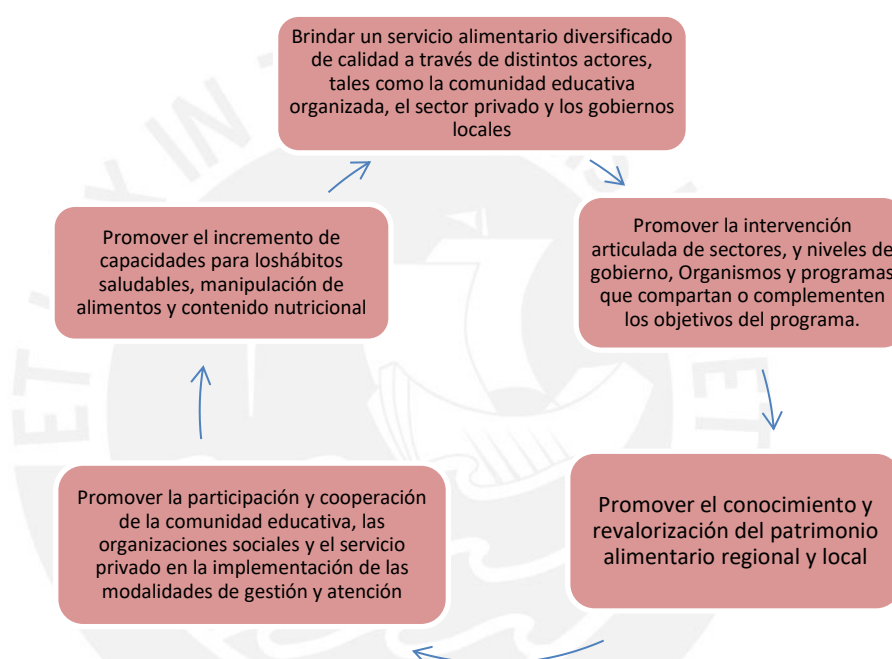 Brindar un servicio alimentario diversificado
de calidad a través de distintos actores,
tales como la comunidad educativa
organizada, el sector privado y los gobiernos
locales
Promover la intervención
articulada de sectores, y niveles de
gobierno, Organismos y programas
que compartan o complementen
los objetivos del programa.
Promover el conocimiento y
revalorización del patrimonio
alimentario regional y local
Promover la participación y cooperación
de la comunidad educativa, las
organizaciones sociales y el servicio
privado en la implementación de las
modalidades de gestión y atención
Promover el incremento de
capacidades para loshábitos
saludables, manipulación de
alimentos y contenido nutricional